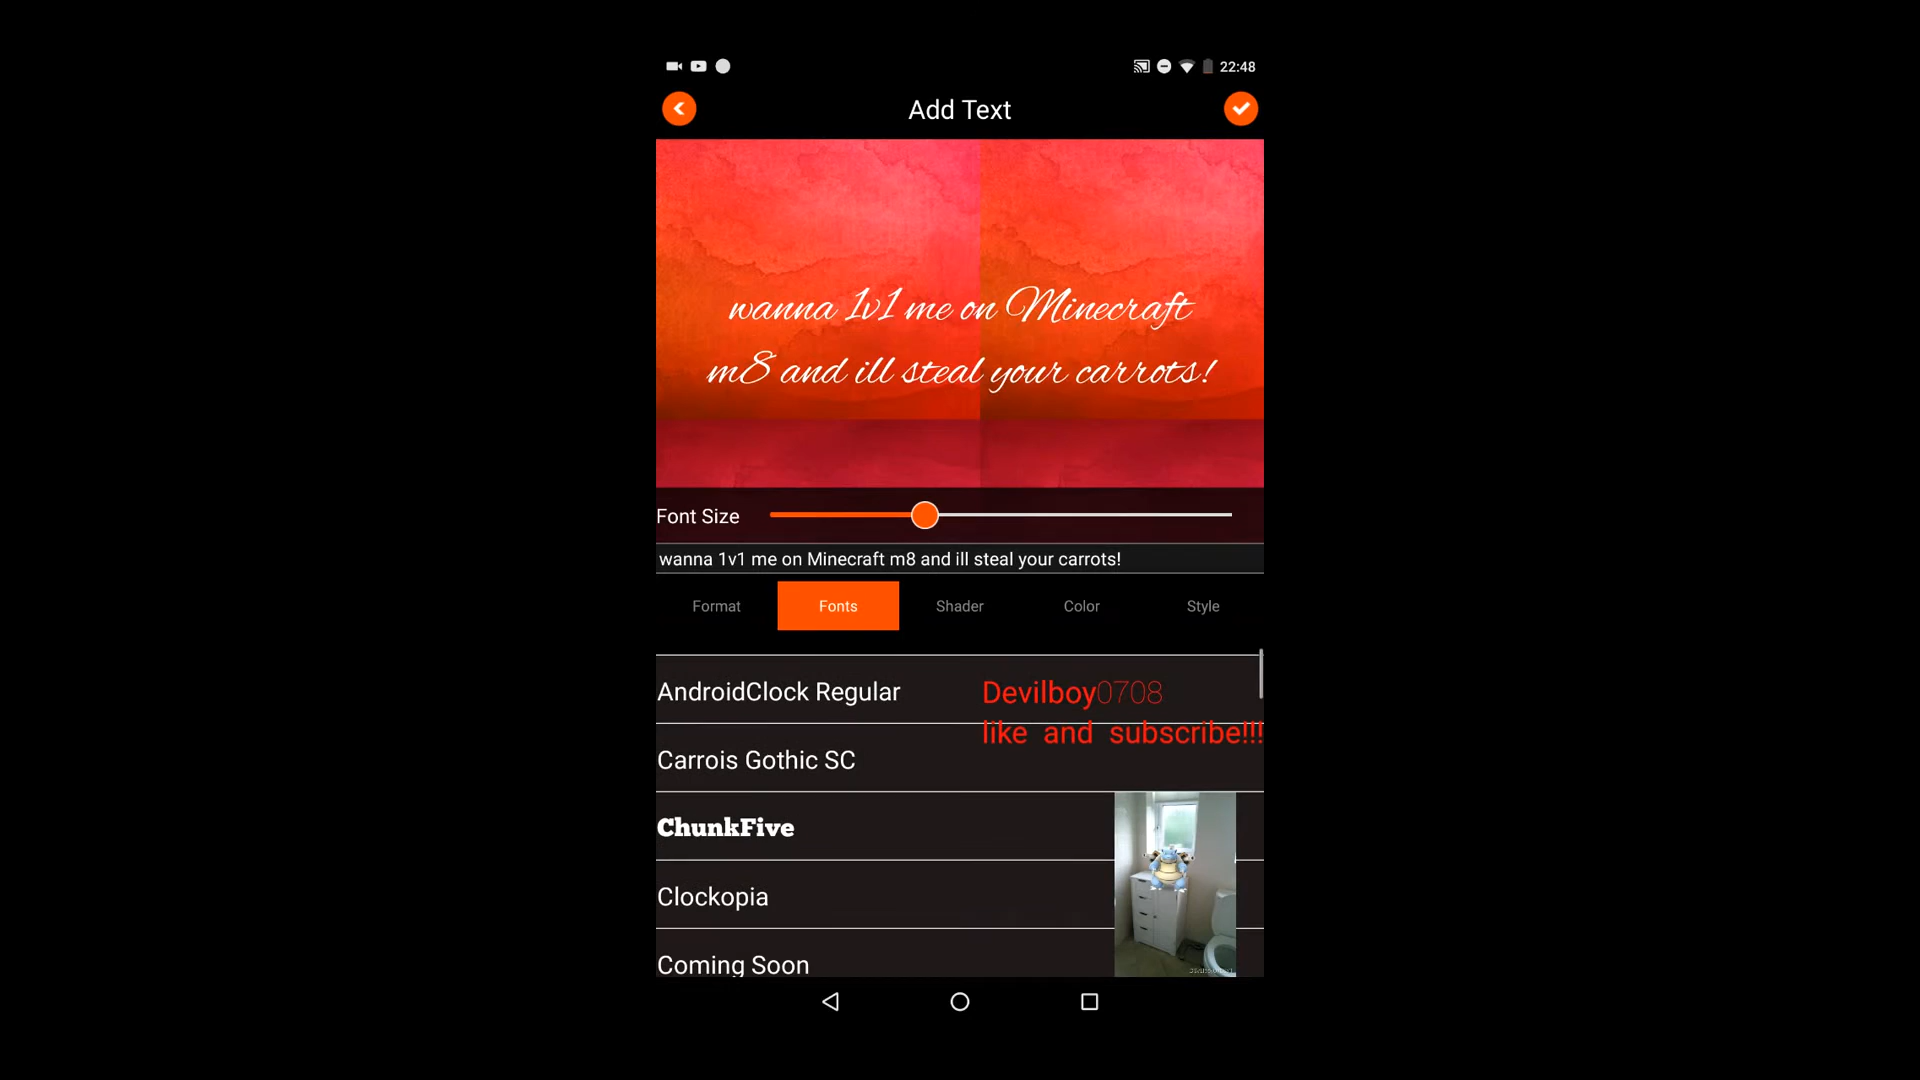 22:48
Add Text
wanna 1v1 me on Minecraft
m8 and ill steal your carrots!
Font Size
wanna 1v1 me on Minecraft m8 and ill steal your carrots!
Format Fonts Shader Color Style
AndroidClock Regular
Devilboy0708
like and subscribe!!!
Carrois Gothic SC
ChunkFive
Clockopia
Coming Soon